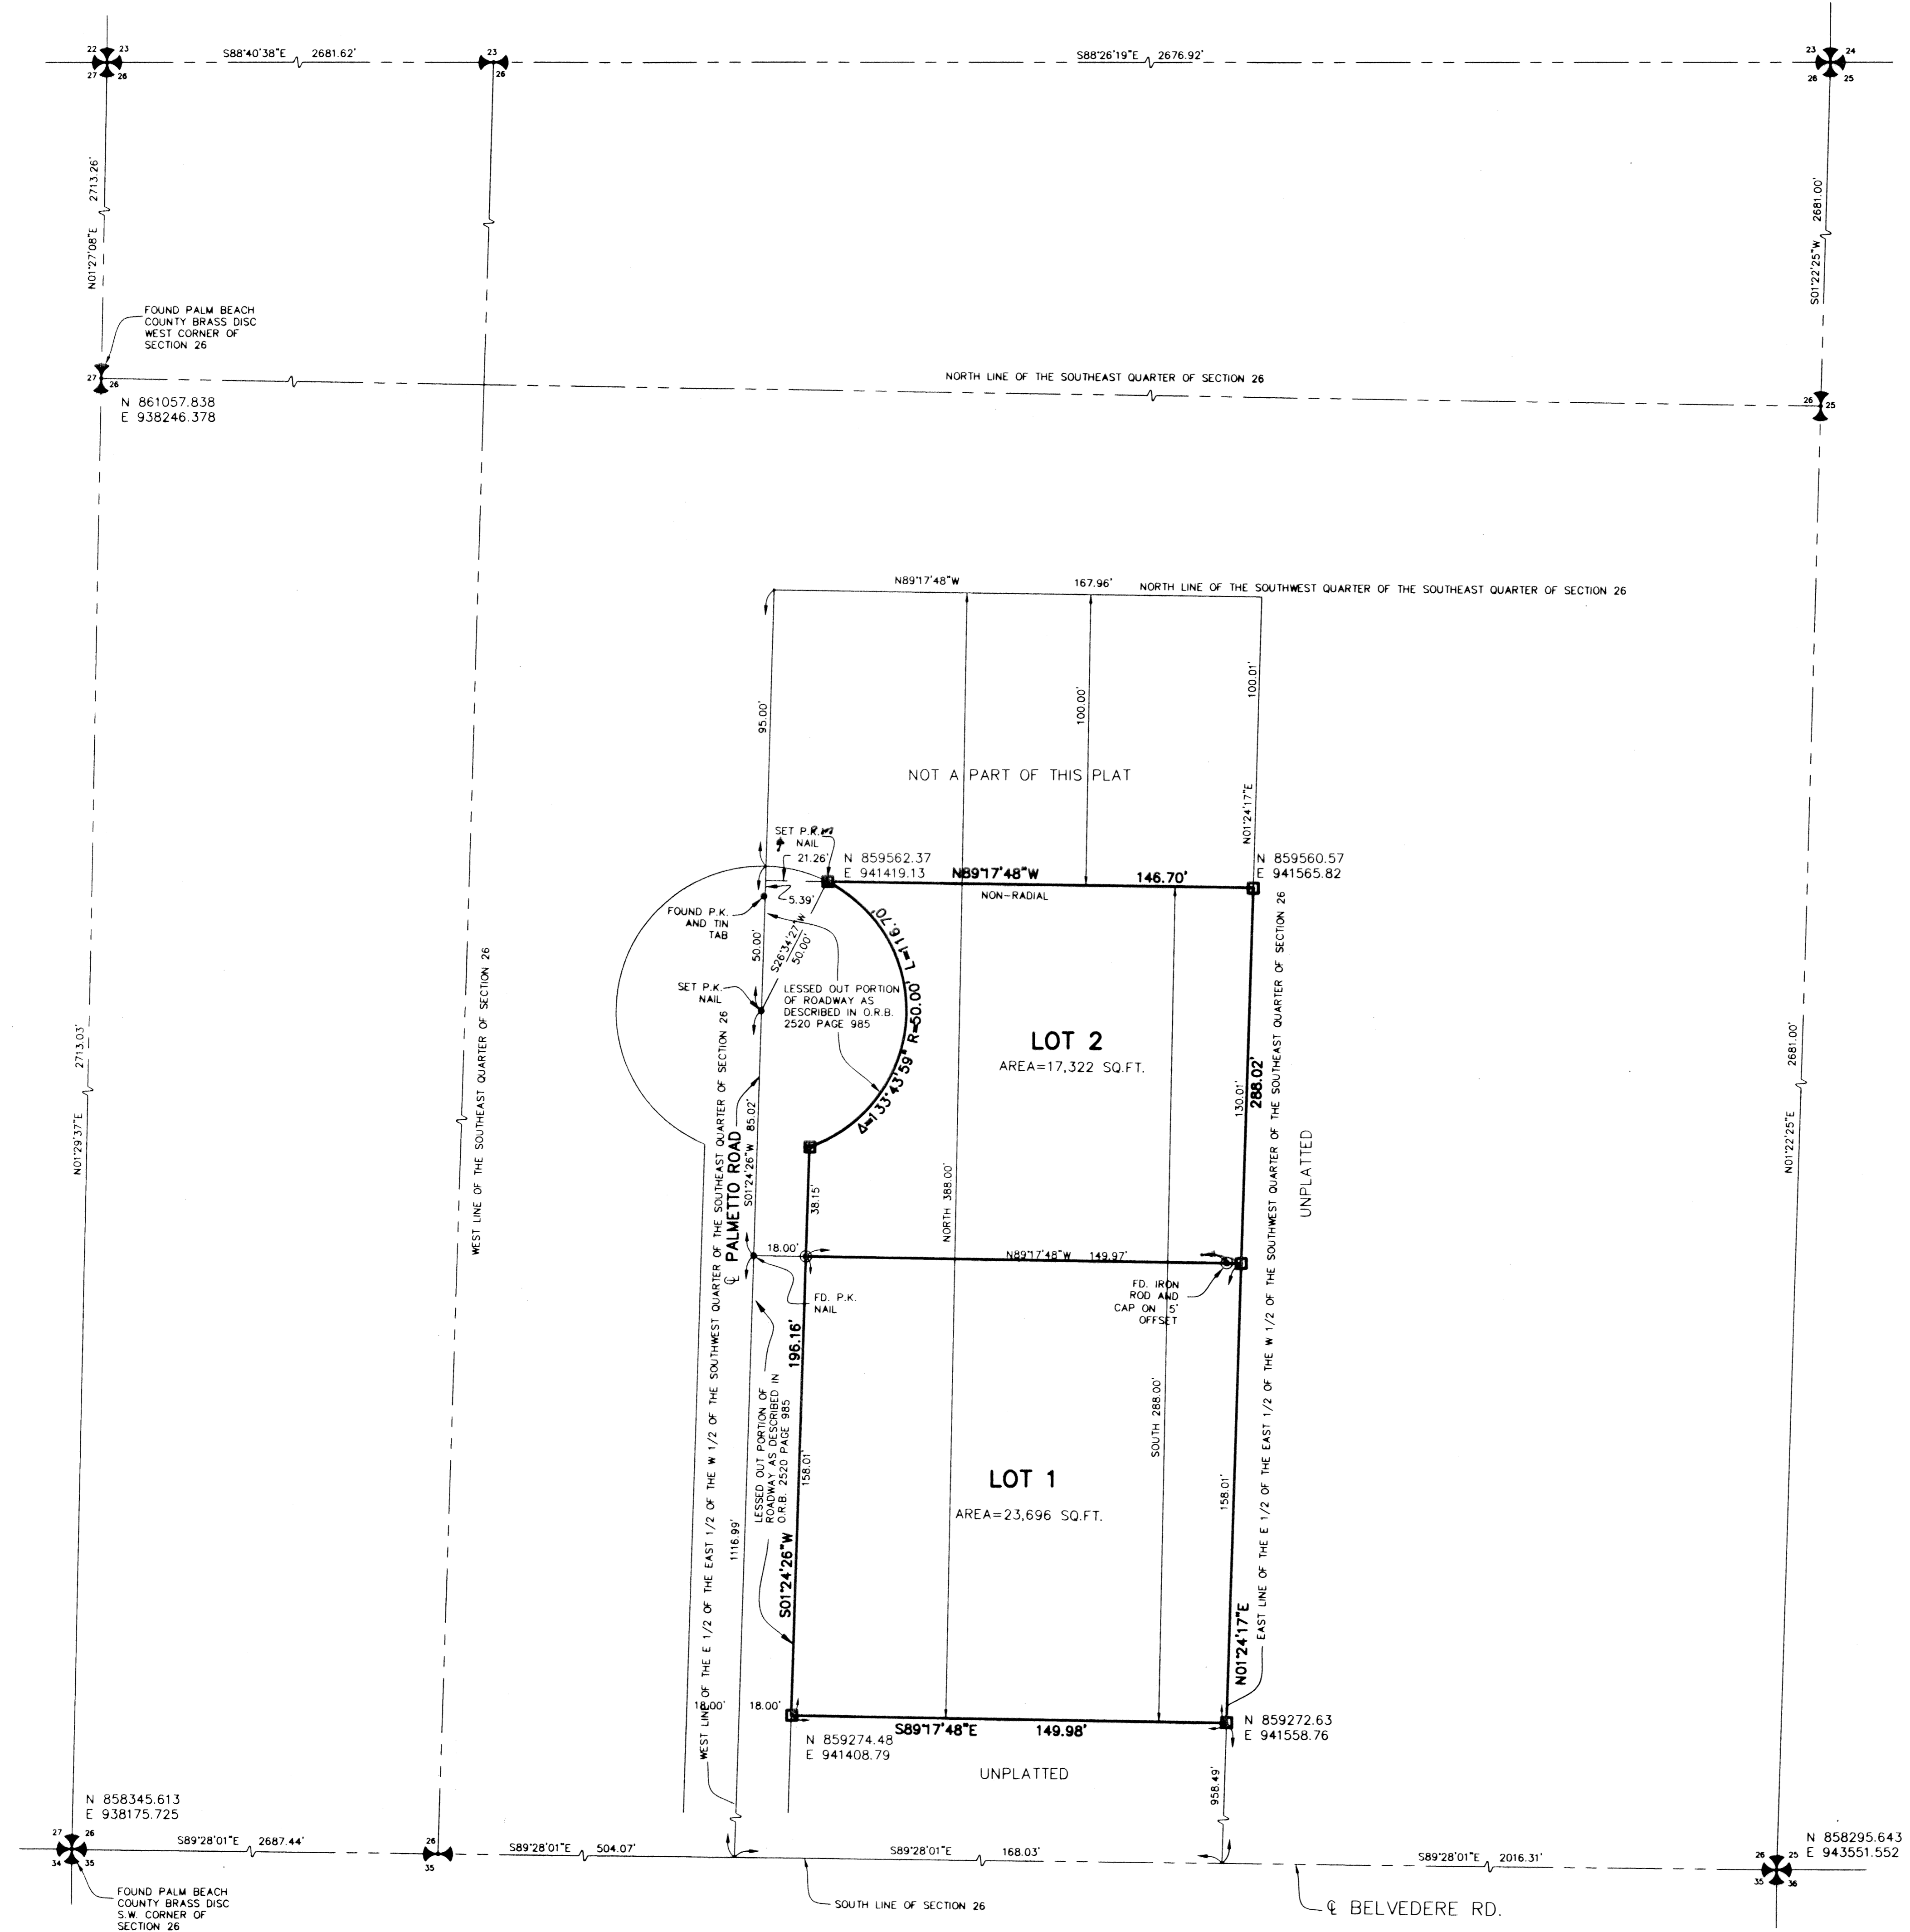 22 23
27 26
S88°40'38"E 2681.62'
23
26
S88°26'19"E 2676.92'
23 24
26 25
N01°27'08"E 2713.26'
S01°22'25"W 2681.00'
FOUND PALM BEACH
COUNTY BRASS DISC
WEST CORNER OF
SECTION 26
27 26
N 861057.838
E 938246.378
NORTH LINE OF THE SOUTHEAST QUARTER OF SECTION 26
26 25
N89°17'48"W 167.96'
NORTH LINE OF THE SOUTHWEST QUARTER OF THE SOUTHEAST QUARTER OF SECTION 26
95.00'
100.00'
100.01'
N01°24'17"E
NOT A PART OF THIS PLAT
SET P.R.M.
NAIL
21.26'
N 859562.37
E 941419.13
N89°17'48"W 146.70'
NON-RADIAL
N 859560.57
E 941565.82
5.39'
FOUND P.K.
AND TIN
TAB
50.00'
S26°34'27"W
50.00'
SET P.K.
NAIL
LESSED OUT PORTION
OF ROADWAY AS
DESCRIBED IN O.R.B.
2520 PAGE 985
Δ=133°43'59" R=50.00' L=116.70'
LOT 2
AREA=17,322 SQ.FT.
130.01'
288.02'
UNPLATTED
EAST LINE OF THE E 1/2 OF THE EAST 1/2 OF THE W 1/2 OF THE SOUTHWEST QUARTER OF THE SOUTHEAST QUARTER OF SECTION 26
WEST LINE OF THE SOUTHEAST QUARTER OF SECTION 26
WEST LINE OF THE E 1/2 OF THE EAST 1/2 OF THE W 1/2 OF THE SOUTHWEST QUARTER OF THE SOUTHEAST QUARTER OF SECTION 26
℄ PALMETTO ROAD
S01°24'26"W 85.02'
38.15'
NORTH 388.00'
18.00'
N89°17'48"W 149.97'
FD. P.K.
NAIL
FD. IRON
ROD AND
CAP ON 5'
OFFSET
N01°29'37"E 2713.03'
N01°22'25"E 2681.00'
196.16'
LESSED OUT PORTION OF
ROADWAY AS DESCRIBED IN
O.R.B. 2520 PAGE 985
158.01'
S01°24'26"W
1116.99'
SOUTH 288.00'
LOT 1
AREA=23,696 SQ.FT.
158.01'
N01°24'17"E
18.00' 18.00'
S89°17'48"E 149.98'
N 859274.48
E 941408.79
N 859272.63
E 941558.76
UNPLATTED
958.49'
N 858345.613
E 938175.725
27 26
34 35
S89°28'01"E 2687.44'
26
35
S89°28'01"E 504.07'
S89°28'01"E 168.03'
S89°28'01"E 2016.31'
26 25
35 36
N 858295.643
E 943551.552
FOUND PALM BEACH
COUNTY BRASS DISC
S.W. CORNER OF
SECTION 26
SOUTH LINE OF SECTION 26
℄ BELVEDERE RD.